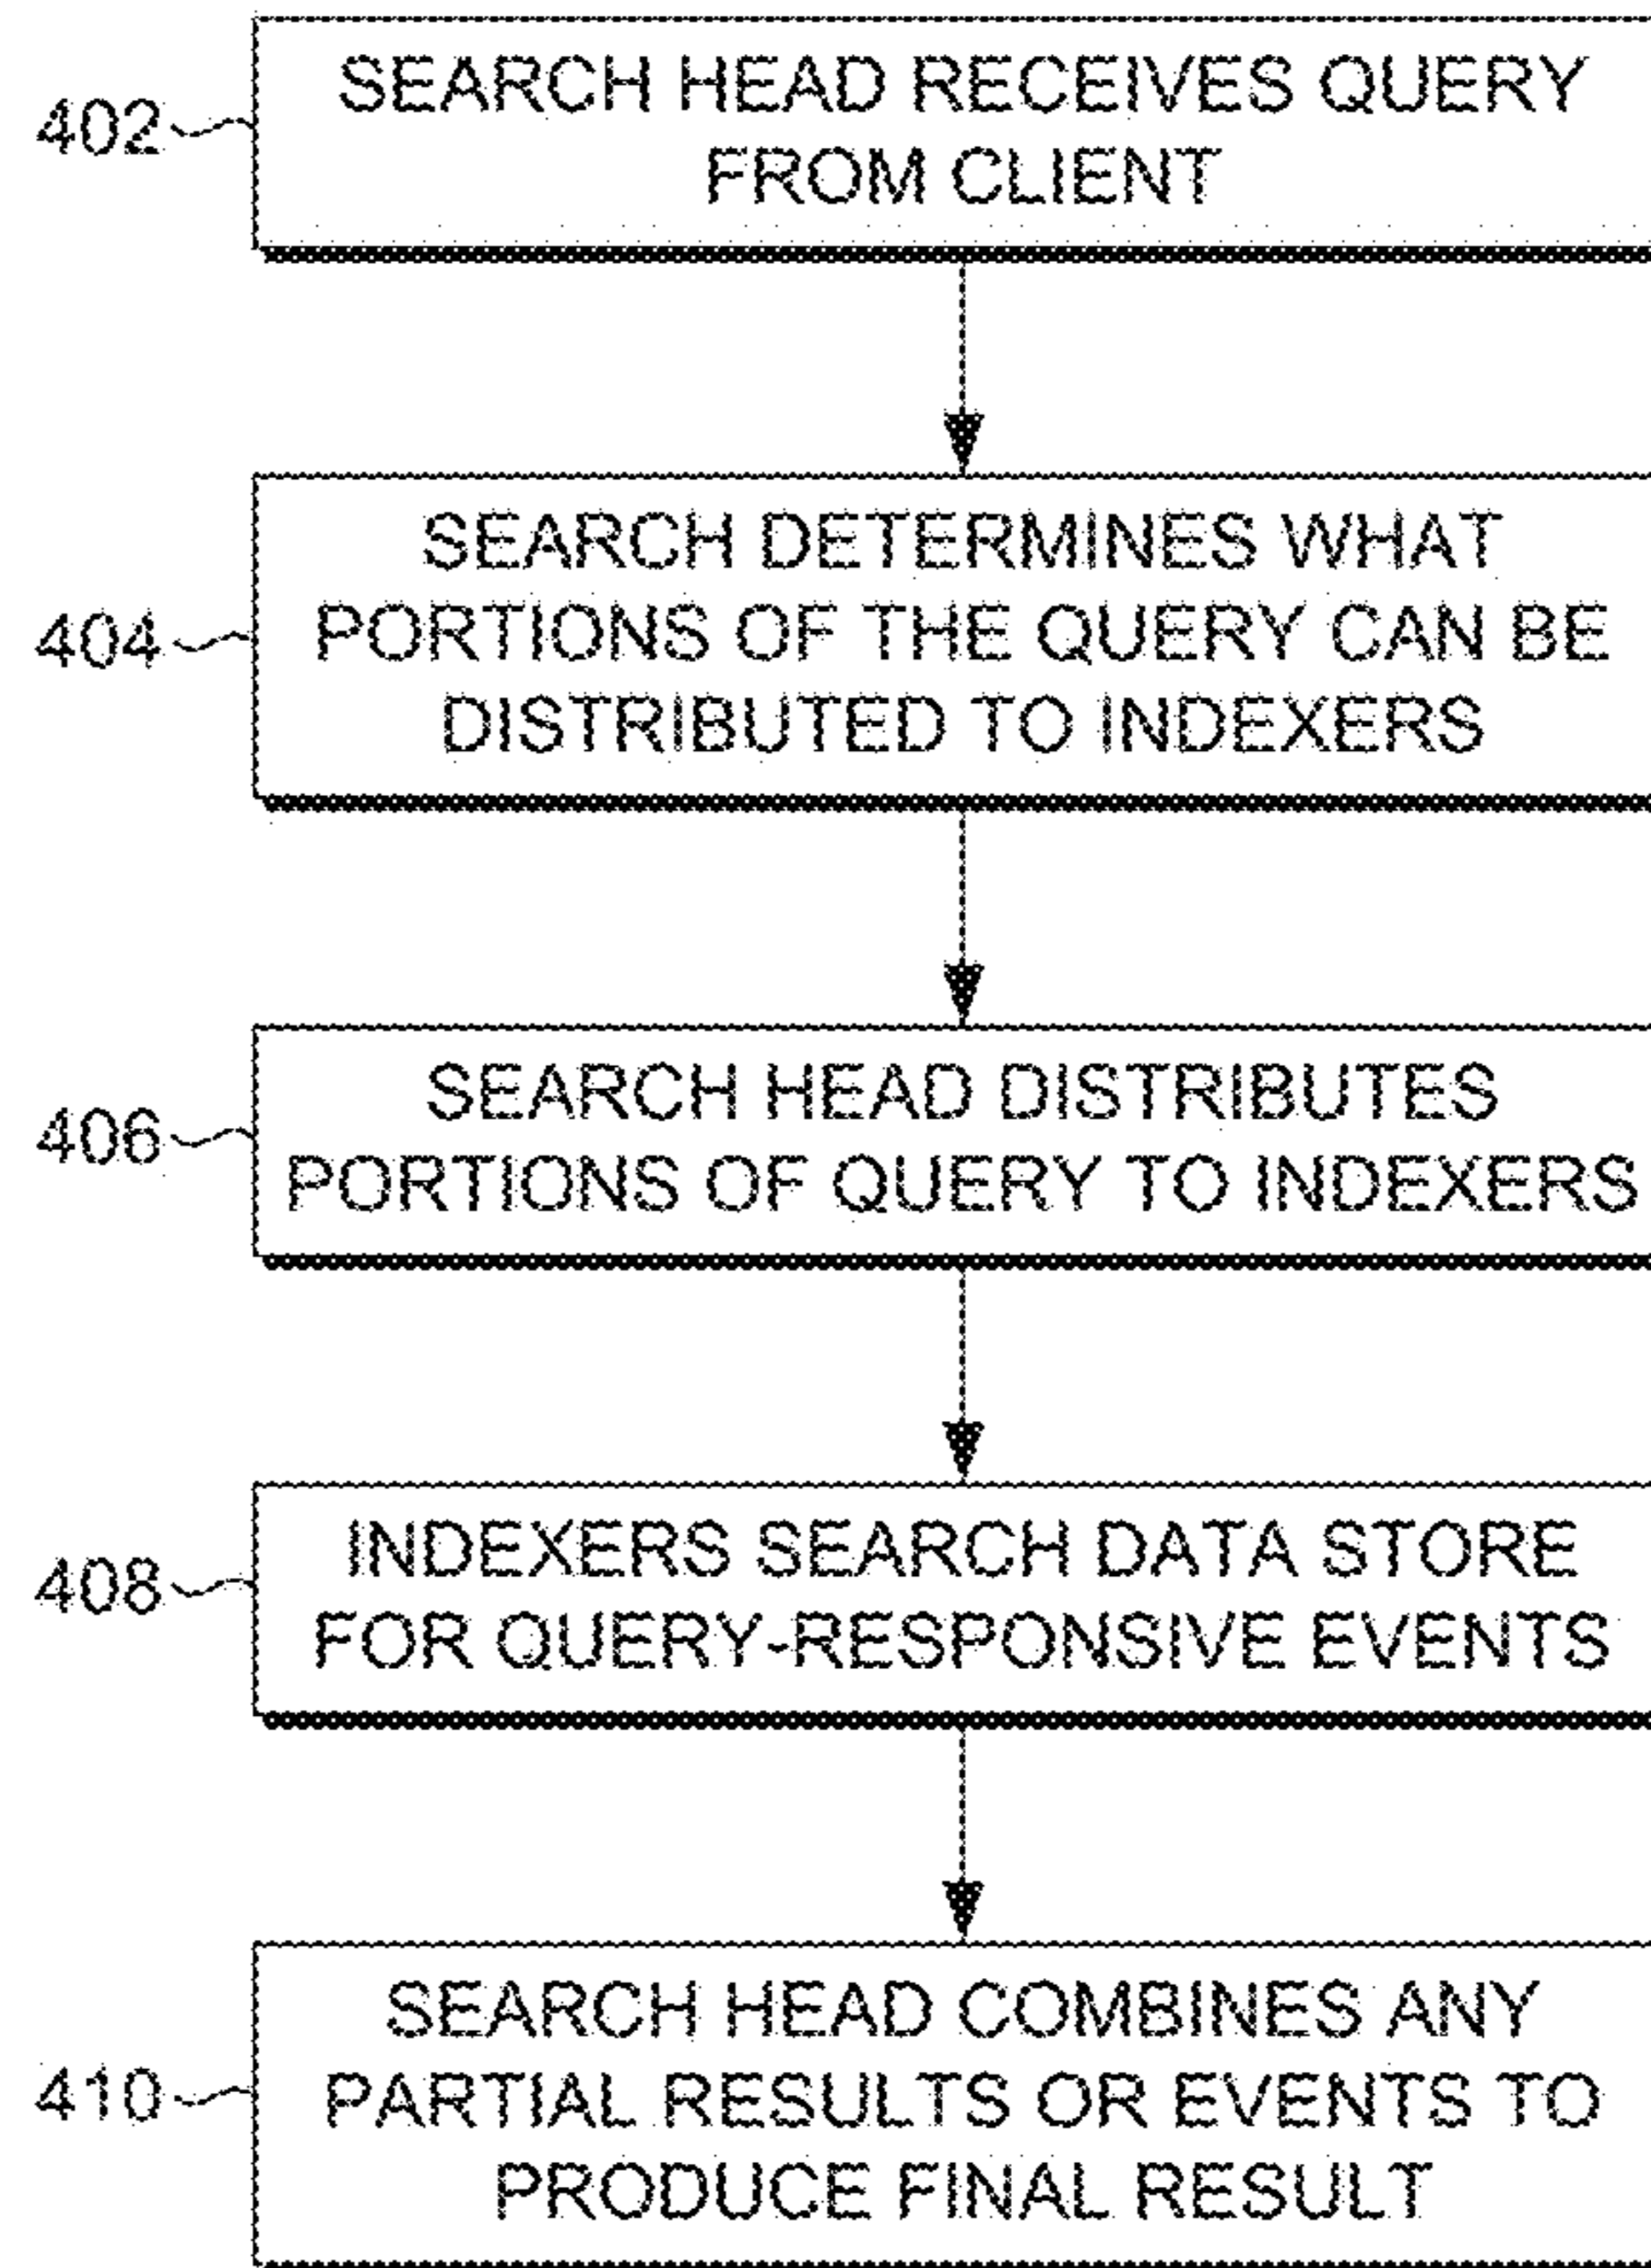 402
SEARCH HEAD RECEIVES QUERY
FROM CLIENT
404
SEARCH DETERMINES WHAT
PORTIONS OF THE QUERY CAN BE
DISTRIBUTED TO INDEXERS
406
SEARCH HEAD DISTRIBUTES
PORTIONS OF QUERY TO INDEXERS
408
INDEXERS SEARCH DATA STORE
FOR QUERY-RESPONSIVE EVENTS
410
SEARCH HEAD COMBINES ANY
PARTIAL RESULTS OR EVENTS TO
PRODUCE FINAL RESULT